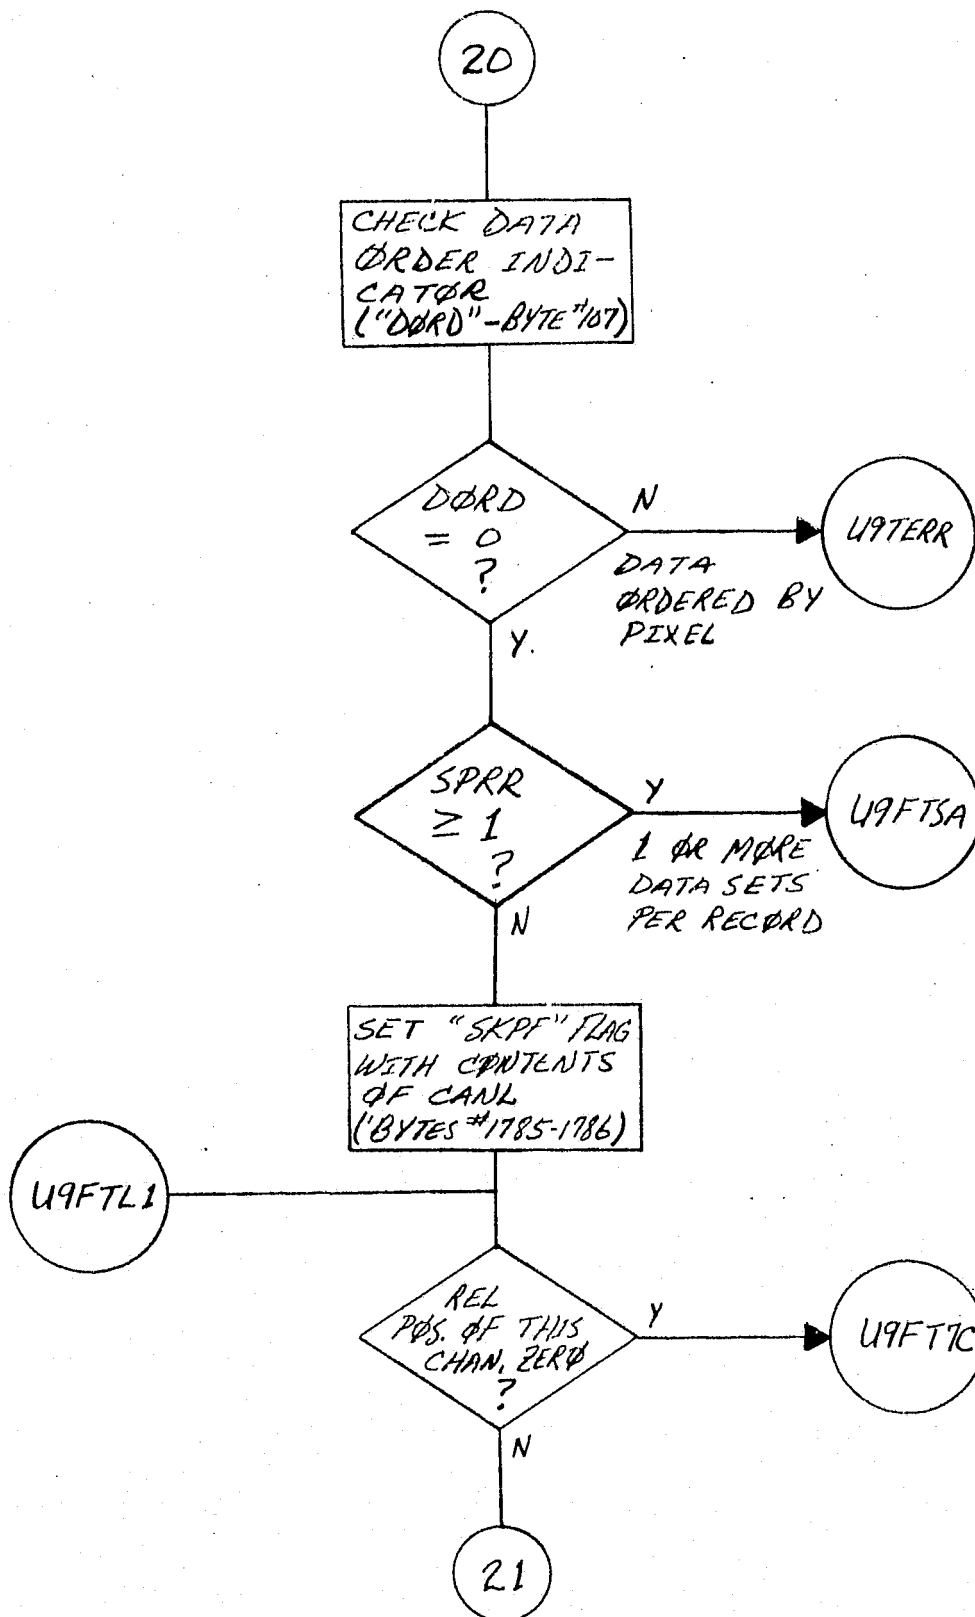 20
CHECK DATA
ØRDER INDI-
CATØR
("DØRD"-BYTE #107)
DØRD
= 0
?
N
U9TERR
DATA
ØRDERED BY
PIXEL
Y.
SPRR
≥ 1
?
Y
U9FTSA
1 ØR MØRE
DATA SETS
PER RECØRD
N
SET "SKPF" FLAG
WITH CØNTENTS
ØF CANL
(BYTES #1785-1786)
U9FTL1
REL
PØS. ØF THIS
CHAN. ZERØ
?
Y
U9FT7C
N
21